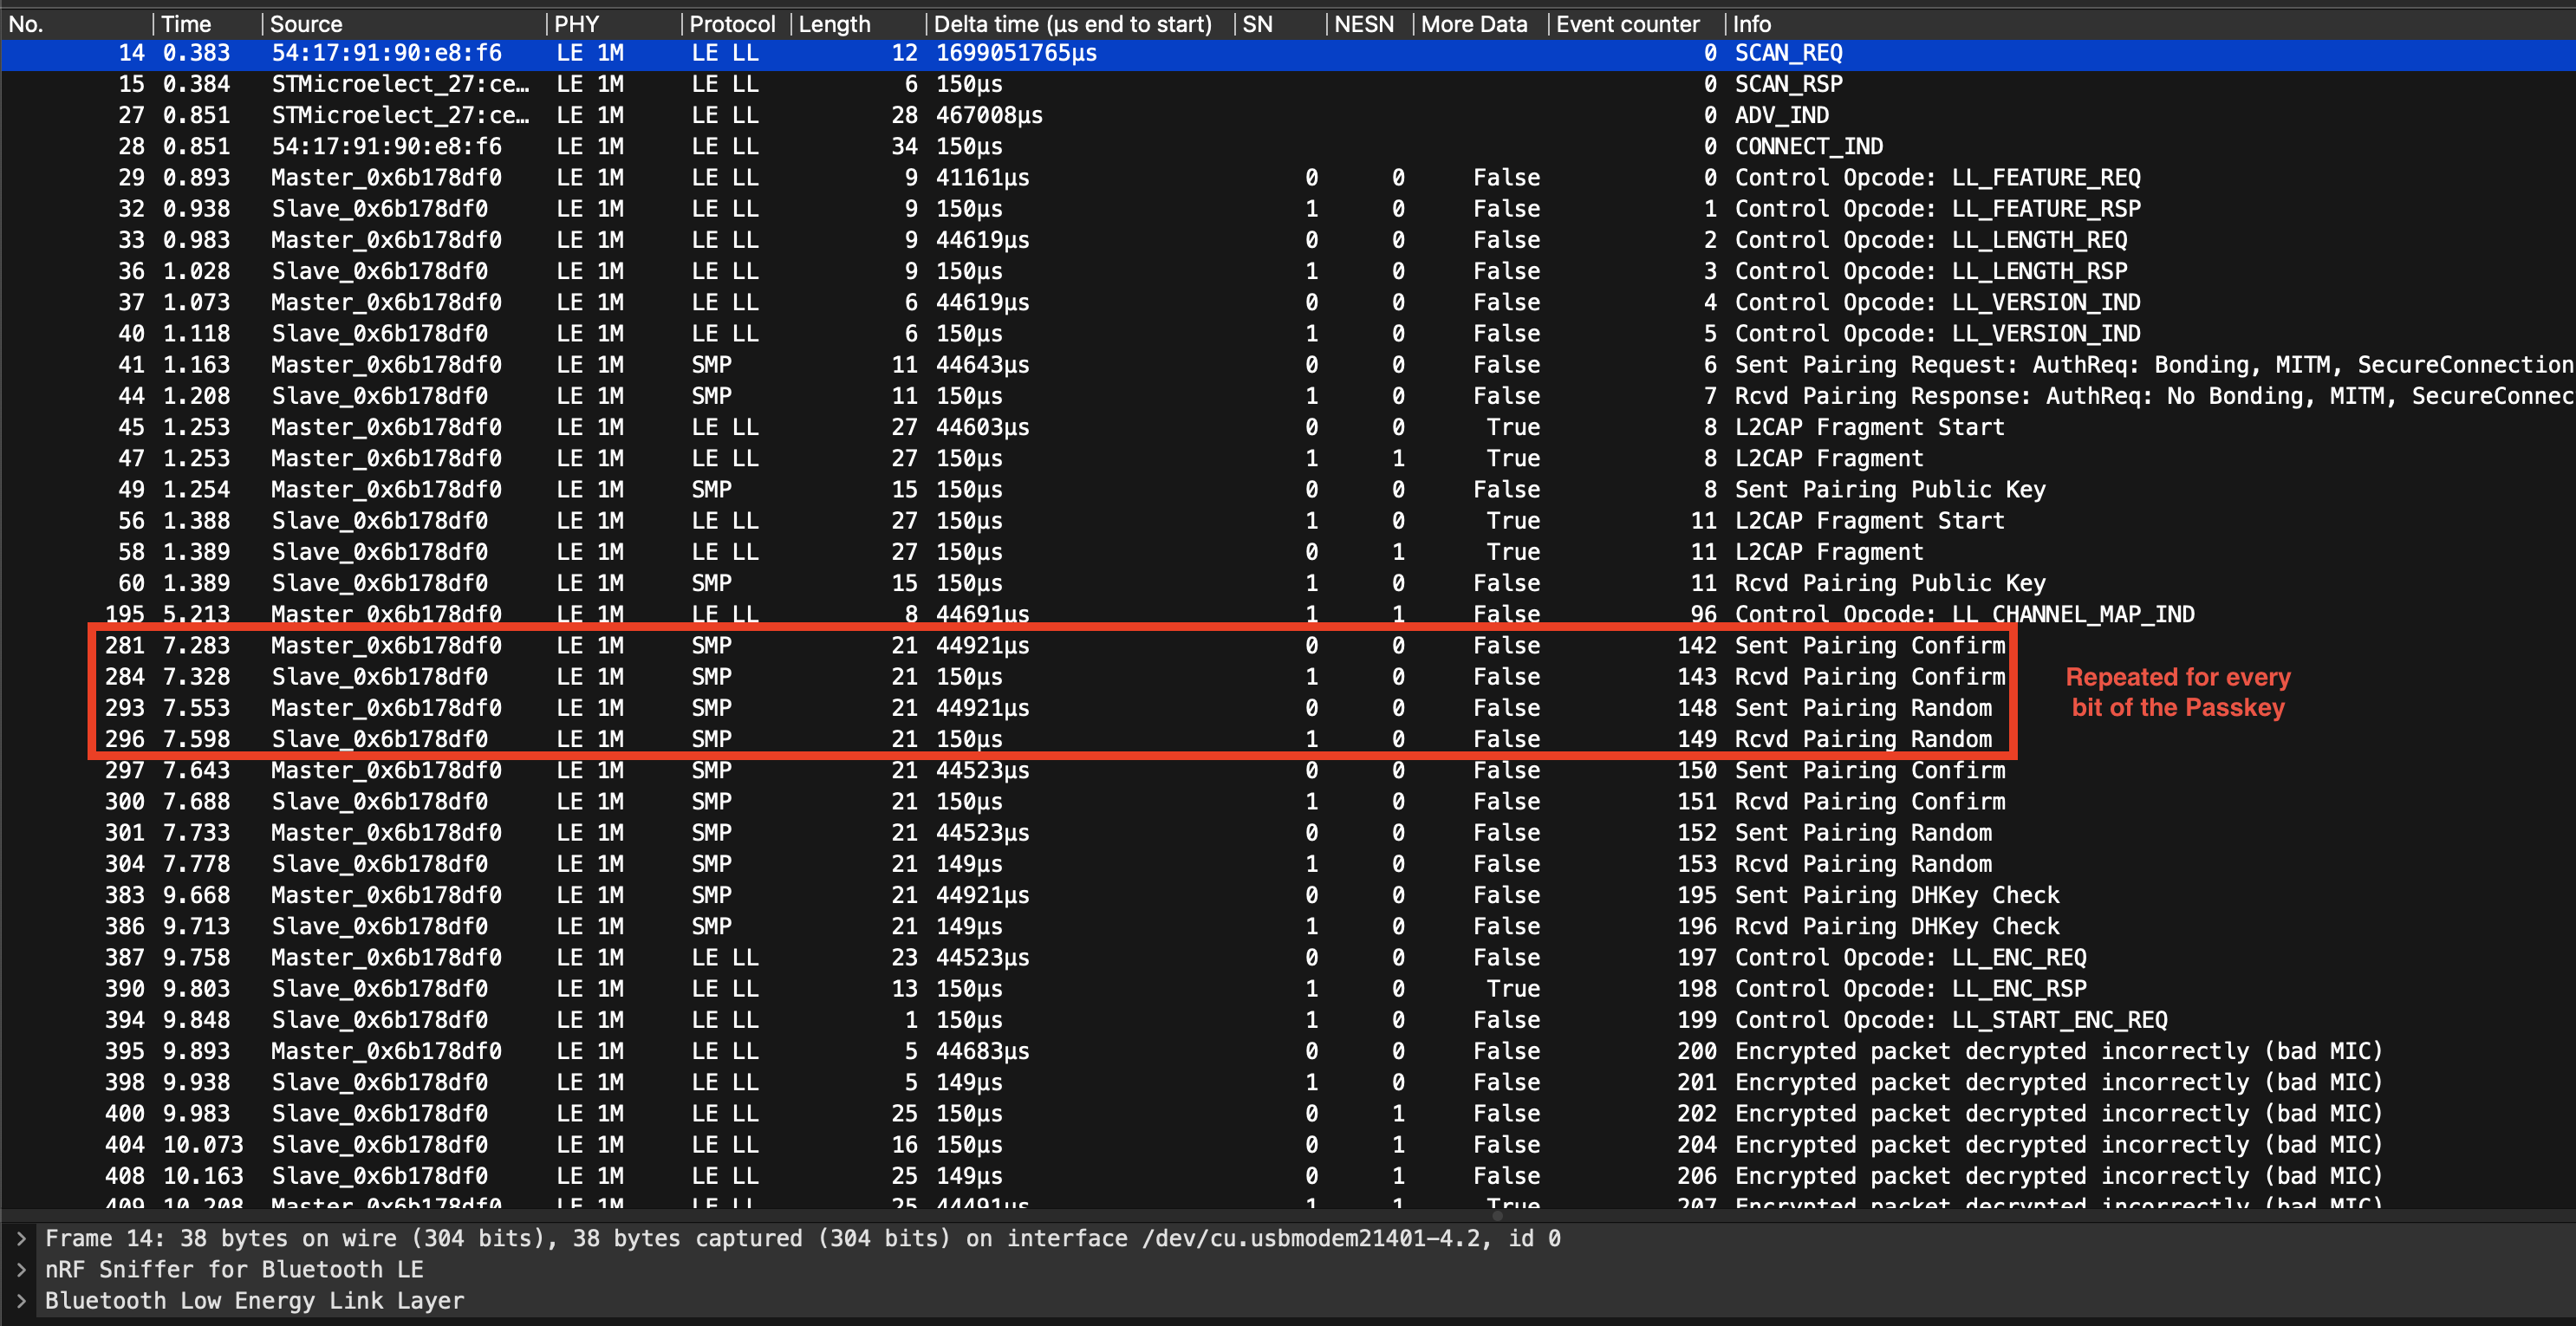 No. Time Source PHY Protocol Length Delta time (µs end to start) SN NESN More Data Event counter Info
14 0.383 54:17:91:90:e8:f6 LE 1M LE LL 12 1699051765µs 0 SCAN_REQ
15 0.384 STMicroelect_27:ce… LE 1M LE LL 6 150µs 0 SCAN_RSP
27 0.851 STMicroelect_27:ce… LE 1M LE LL 28 467008µs 0 ADV_IND
28 0.851 54:17:91:90:e8:f6 LE 1M LE LL 34 150µs 0 CONNECT_IND
29 0.893 Master_0x6b178df0 LE 1M LE LL 9 41161µs 0 0 False 0 Control Opcode: LL_FEATURE_REQ
32 0.938 Slave_0x6b178df0 LE 1M LE LL 9 150µs 1 0 False 1 Control Opcode: LL_FEATURE_RSP
33 0.983 Master_0x6b178df0 LE 1M LE LL 9 44619µs 0 0 False 2 Control Opcode: LL_LENGTH_REQ
36 1.028 Slave_0x6b178df0 LE 1M LE LL 9 150µs 1 0 False 3 Control Opcode: LL_LENGTH_RSP
37 1.073 Master_0x6b178df0 LE 1M LE LL 6 44619µs 0 0 False 4 Control Opcode: LL_VERSION_IND
40 1.118 Slave_0x6b178df0 LE 1M LE LL 6 150µs 1 0 False 5 Control Opcode: LL_VERSION_IND
41 1.163 Master_0x6b178df0 LE 1M SMP 11 44643µs 0 0 False 6 Sent Pairing Request: AuthReq: Bonding, MITM, SecureConnection
44 1.208 Slave_0x6b178df0 LE 1M SMP 11 150µs 1 0 False 7 Rcvd Pairing Response: AuthReq: No Bonding, MITM, SecureConnec
45 1.253 Master_0x6b178df0 LE 1M LE LL 27 44603µs 0 0 True 8 L2CAP Fragment Start
47 1.253 Master_0x6b178df0 LE 1M LE LL 27 150µs 1 1 True 8 L2CAP Fragment
49 1.254 Master_0x6b178df0 LE 1M SMP 15 150µs 0 0 False 8 Sent Pairing Public Key
56 1.388 Slave_0x6b178df0 LE 1M LE LL 27 150µs 1 0 True 11 L2CAP Fragment Start
58 1.389 Slave_0x6b178df0 LE 1M LE LL 27 150µs 0 1 True 11 L2CAP Fragment
60 1.389 Slave_0x6b178df0 LE 1M SMP 15 150µs 1 0 False 11 Rcvd Pairing Public Key
195 5.213 Master_0x6b178df0 LE 1M LE LL 8 44691µs 1 1 False 96 Control Opcode: LL_CHANNEL_MAP_IND
281 7.283 Master_0x6b178df0 LE 1M SMP 21 44921µs 0 0 False 142 Sent Pairing Confirm
284 7.328 Slave_0x6b178df0 LE 1M SMP 21 150µs 1 0 False 143 Rcvd Pairing Confirm
Repeated for every
293 7.553 Master_0x6b178df0 LE 1M SMP 21 44921µs 0 0 False 148 Sent Pairing Random
bit of the Passkey
296 7.598 Slave_0x6b178df0 LE 1M SMP 21 150µs 1 0 False 149 Rcvd Pairing Random
297 7.643 Master_0x6b178df0 LE 1M SMP 21 44523µs 0 0 False 150 Sent Pairing Confirm
300 7.688 Slave_0x6b178df0 LE 1M SMP 21 150µs 1 0 False 151 Rcvd Pairing Confirm
301 7.733 Master_0x6b178df0 LE 1M SMP 21 44523µs 0 0 False 152 Sent Pairing Random
304 7.778 Slave_0x6b178df0 LE 1M SMP 21 149µs 1 0 False 153 Rcvd Pairing Random
383 9.668 Master_0x6b178df0 LE 1M SMP 21 44921µs 0 0 False 195 Sent Pairing DHKey Check
386 9.713 Slave_0x6b178df0 LE 1M SMP 21 149µs 1 0 False 196 Rcvd Pairing DHKey Check
387 9.758 Master_0x6b178df0 LE 1M LE LL 23 44523µs 0 0 False 197 Control Opcode: LL_ENC_REQ
390 9.803 Slave_0x6b178df0 LE 1M LE LL 13 150µs 1 0 True 198 Control Opcode: LL_ENC_RSP
394 9.848 Slave_0x6b178df0 LE 1M LE LL 1 150µs 1 0 False 199 Control Opcode: LL_START_ENC_REQ
395 9.893 Master_0x6b178df0 LE 1M LE LL 5 44683µs 0 0 False 200 Encrypted packet decrypted incorrectly (bad MIC)
398 9.938 Slave_0x6b178df0 LE 1M LE LL 5 149µs 1 0 False 201 Encrypted packet decrypted incorrectly (bad MIC)
400 9.983 Slave_0x6b178df0 LE 1M LE LL 25 150µs 0 1 False 202 Encrypted packet decrypted incorrectly (bad MIC)
404 10.073 Slave_0x6b178df0 LE 1M LE LL 16 150µs 0 1 False 204 Encrypted packet decrypted incorrectly (bad MIC)
408 10.163 Slave_0x6b178df0 LE 1M LE LL 25 149µs 0 1 False 206 Encrypted packet decrypted incorrectly (bad MIC)
409 10.208 Master_0x6b178df0 LE 1M LE LL 25 44491µs 1 1 True 207 Encrypted packet decrypted incorrectly (bad MIC)
Frame 14: 38 bytes on wire (304 bits), 38 bytes captured (304 bits) on interface /dev/cu.usbmodem21401-4.2, id 0
nRF Sniffer for Bluetooth LE
Bluetooth Low Energy Link Layer